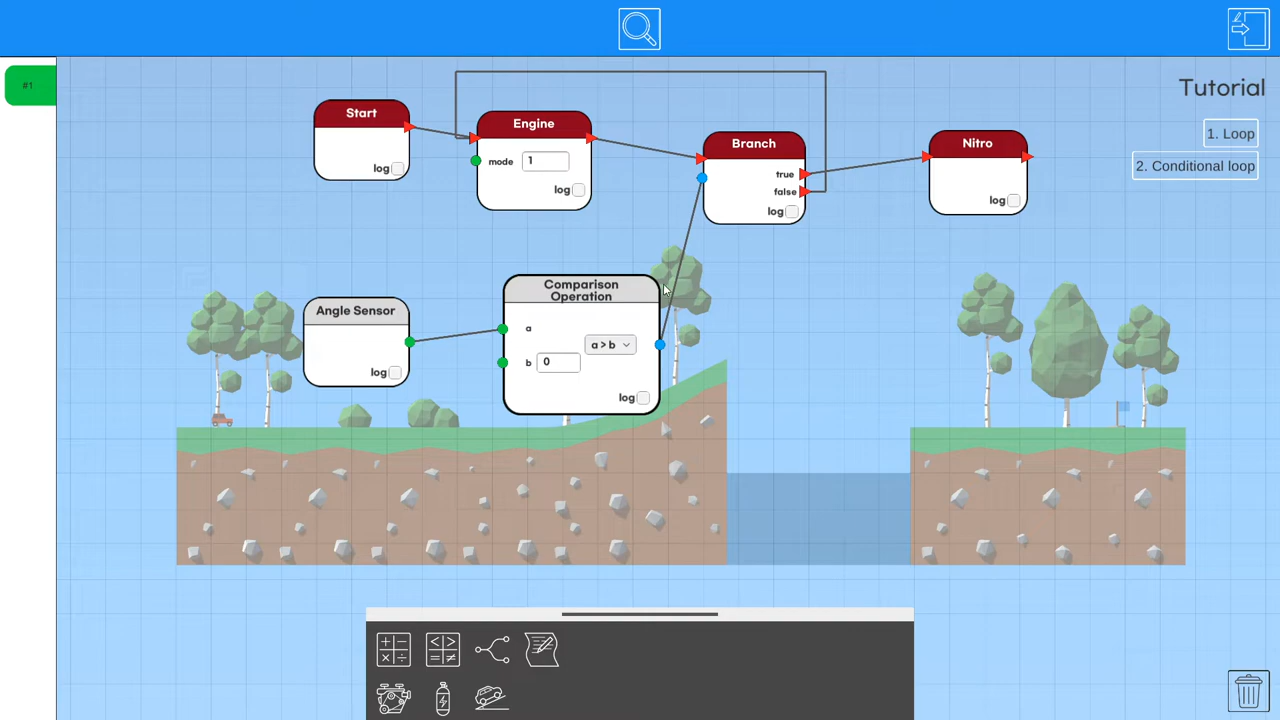 #1
Tutorial
1. Loop
2. Conditional loop
Start
log
Engine
mode 1
log
Branch
true
false
log
Nitro
log
Angle Sensor
log
Comparison
Operation
a
a > b
b 0
log